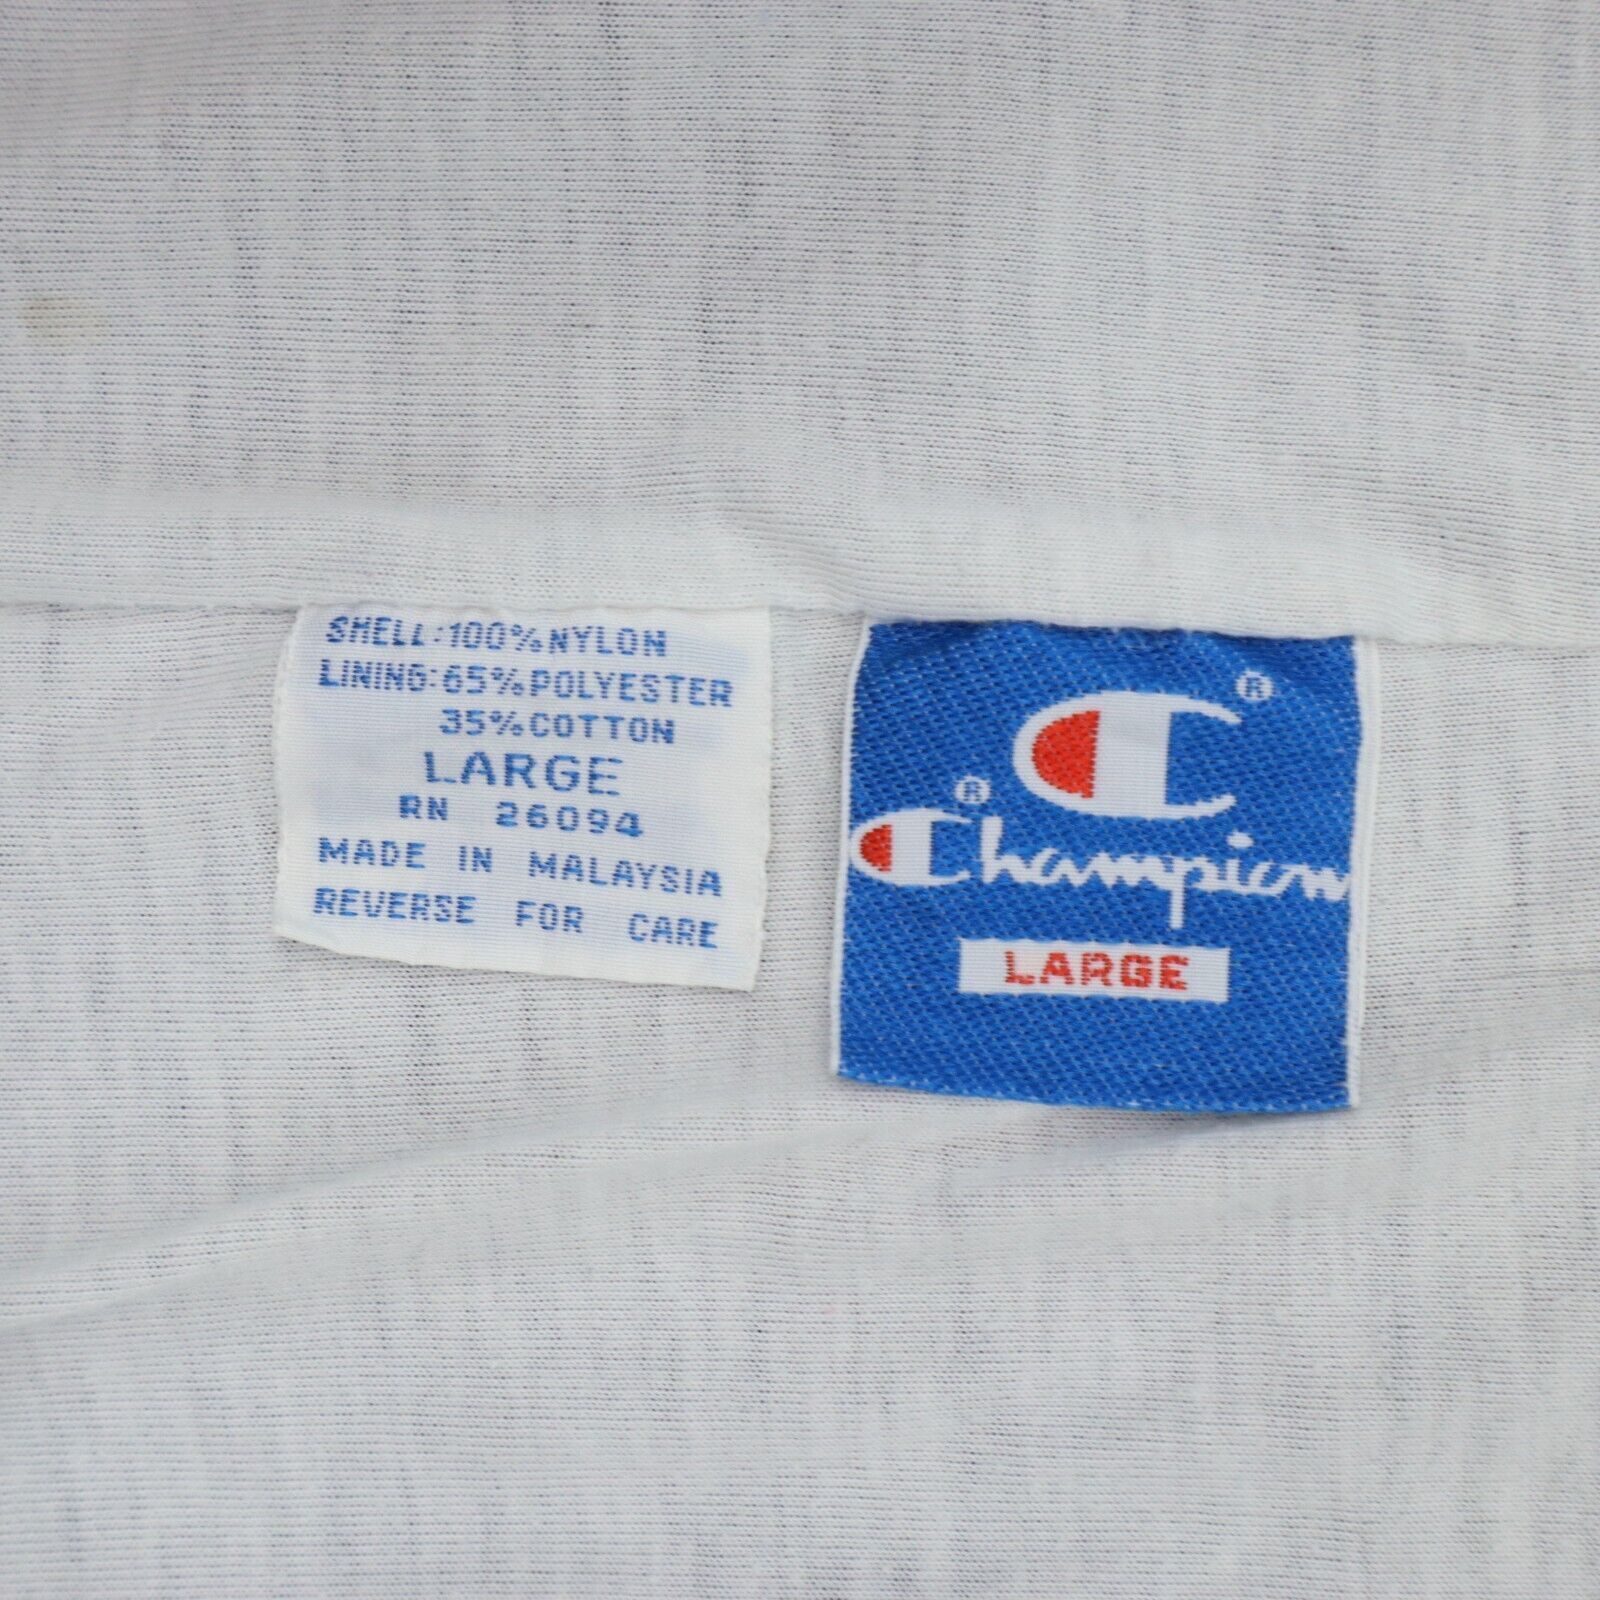 SHELL:100%NYLON
LINING:65%POLYESTER
35%COTTON
LARGE
RN 26094
MADE IN MALAYSIA
REVERSE FOR CARE
®
®
Champion
LARGE